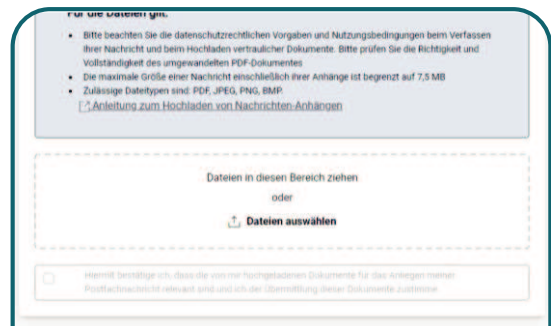 Für die Dateien gilt:
• Bitte beachten Sie die datenschutzrechtlichen Vorgaben und Nutzungsbedingungen beim Verfassen
Ihrer Nachricht und beim Hochladen vertraulicher Dokumente. Bitte prüfen Sie die Richtigkeit und
Vollständigkeit des umgewandelten PDF-Dokumentes
• Die maximale Größe einer Nachricht einschließlich ihrer Anhänge ist begrenzt auf 7,5 MB
• Zulässige Dateitypen sind: PDF, JPEG, PNG, BMP.
Anleitung zum Hochladen von Nachrichten-Anhängen
Dateien in diesen Bereich ziehen
oder
Dateien auswählen
Hiermit bestätige ich, dass die von mir hochgeladenen Dokumente für das Anliegen meiner
Postfachnachricht relevant sind und ich der Übermittlung dieser Dokumente zustimme